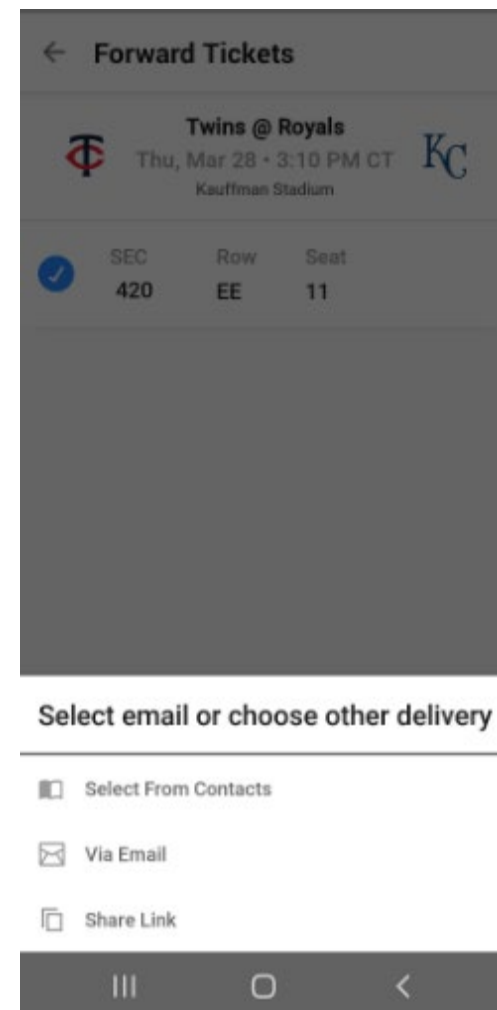 Forward Tickets
Twins @ Royals
Thu, Mar 28 • 3:10 PM CT
Kauffman Stadium
TC
KC
SEC Row Seat
420 EE 11
Select email or choose other delivery
Select From Contacts
Via Email
Share Link